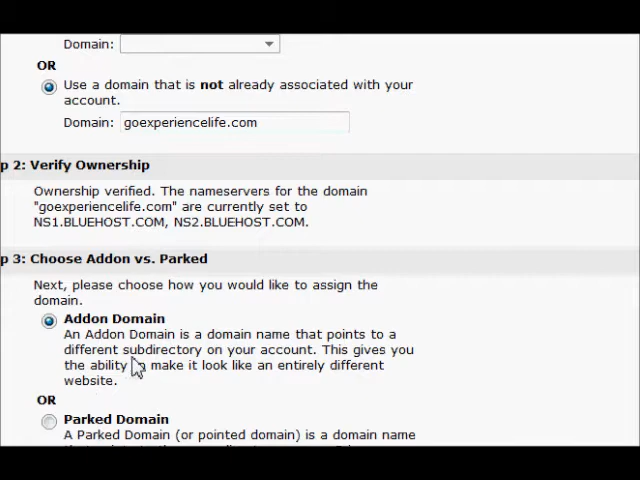 Domain:
OR
Use a domain that is not already associated with your
account.
Domain: goexperiencelife.com
p 2: Verify Ownership
Ownership verified. The nameservers for the domain
"goexperiencelife.com" are currently set to
NS1.BLUEHOST.COM, NS2.BLUEHOST.COM.
p 3: Choose Addon vs. Parked
Next, please choose how you would like to assign the
domain.
Addon Domain
An Addon Domain is a domain name that points to a
different subdirectory on your account. This gives you
the ability to make it look like an entirely different
website.
OR
Parked Domain
A Parked Domain (or pointed domain) is a domain name